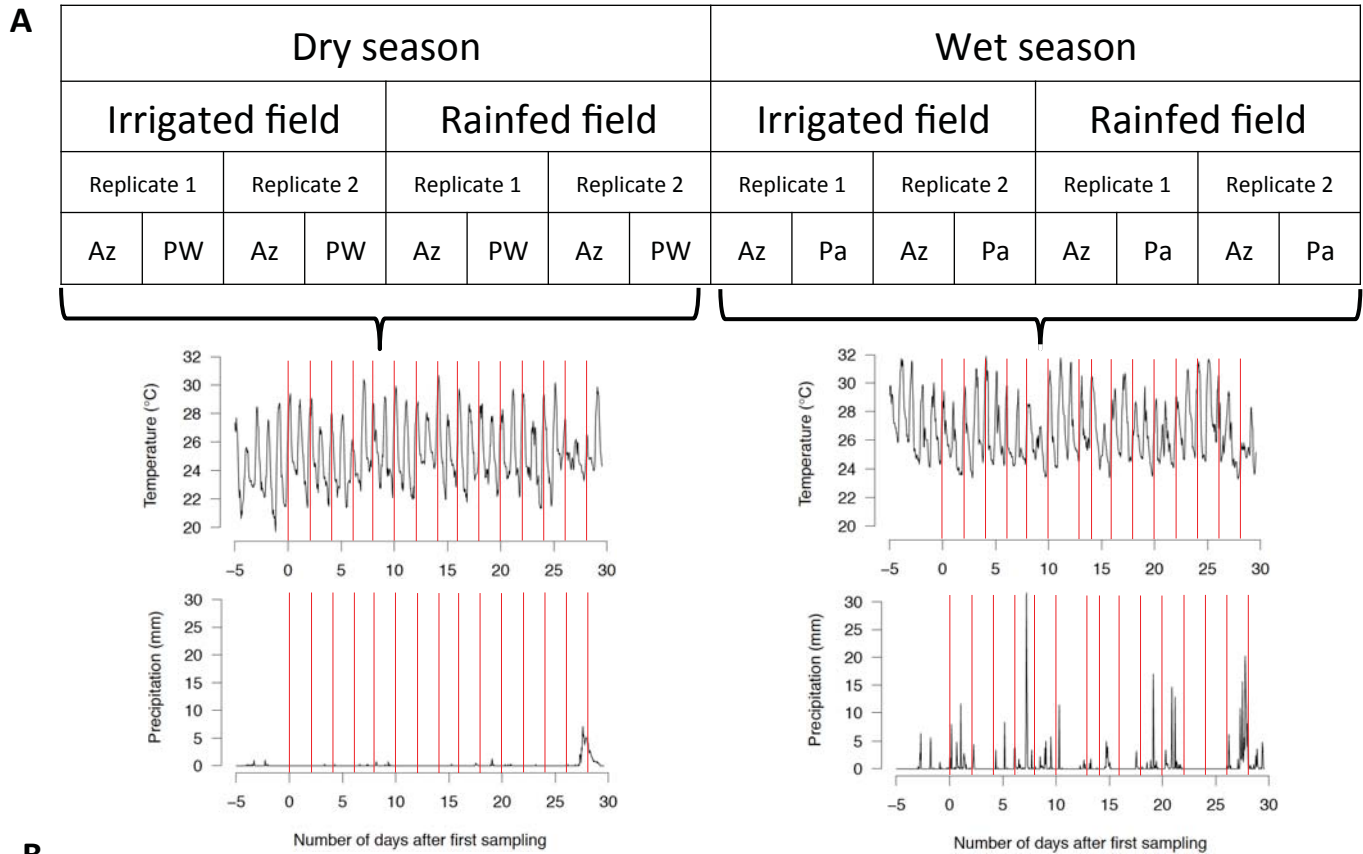 A
Dry season Wet season
Irrigated field Rainfed field Irrigated field Rainfed field
Replicate 1 Replicate 2 Replicate 1 Replicate 2 Replicate 1 Replicate 2 Replicate 1 Replicate 2
Az PW Az PW Az PW Az PW Az Pa Az Pa Az Pa Az Pa
Temperature (°C)
32
30
28
26
24
22
20
−5 0 5 10 15 20 25 30
Temperature (°C)
32
30
28
26
24
22
20
−5 0 5 10 15 20 25 30
Precipitation (mm)
30
25
20
15
10
5
0
−5 0 5 10 15 20 25 30
Number of days after first sampling
Precipitation (mm)
30
25
20
15
10
5
0
−5 0 5 10 15 20 25 30
Number of days after first sampling
B